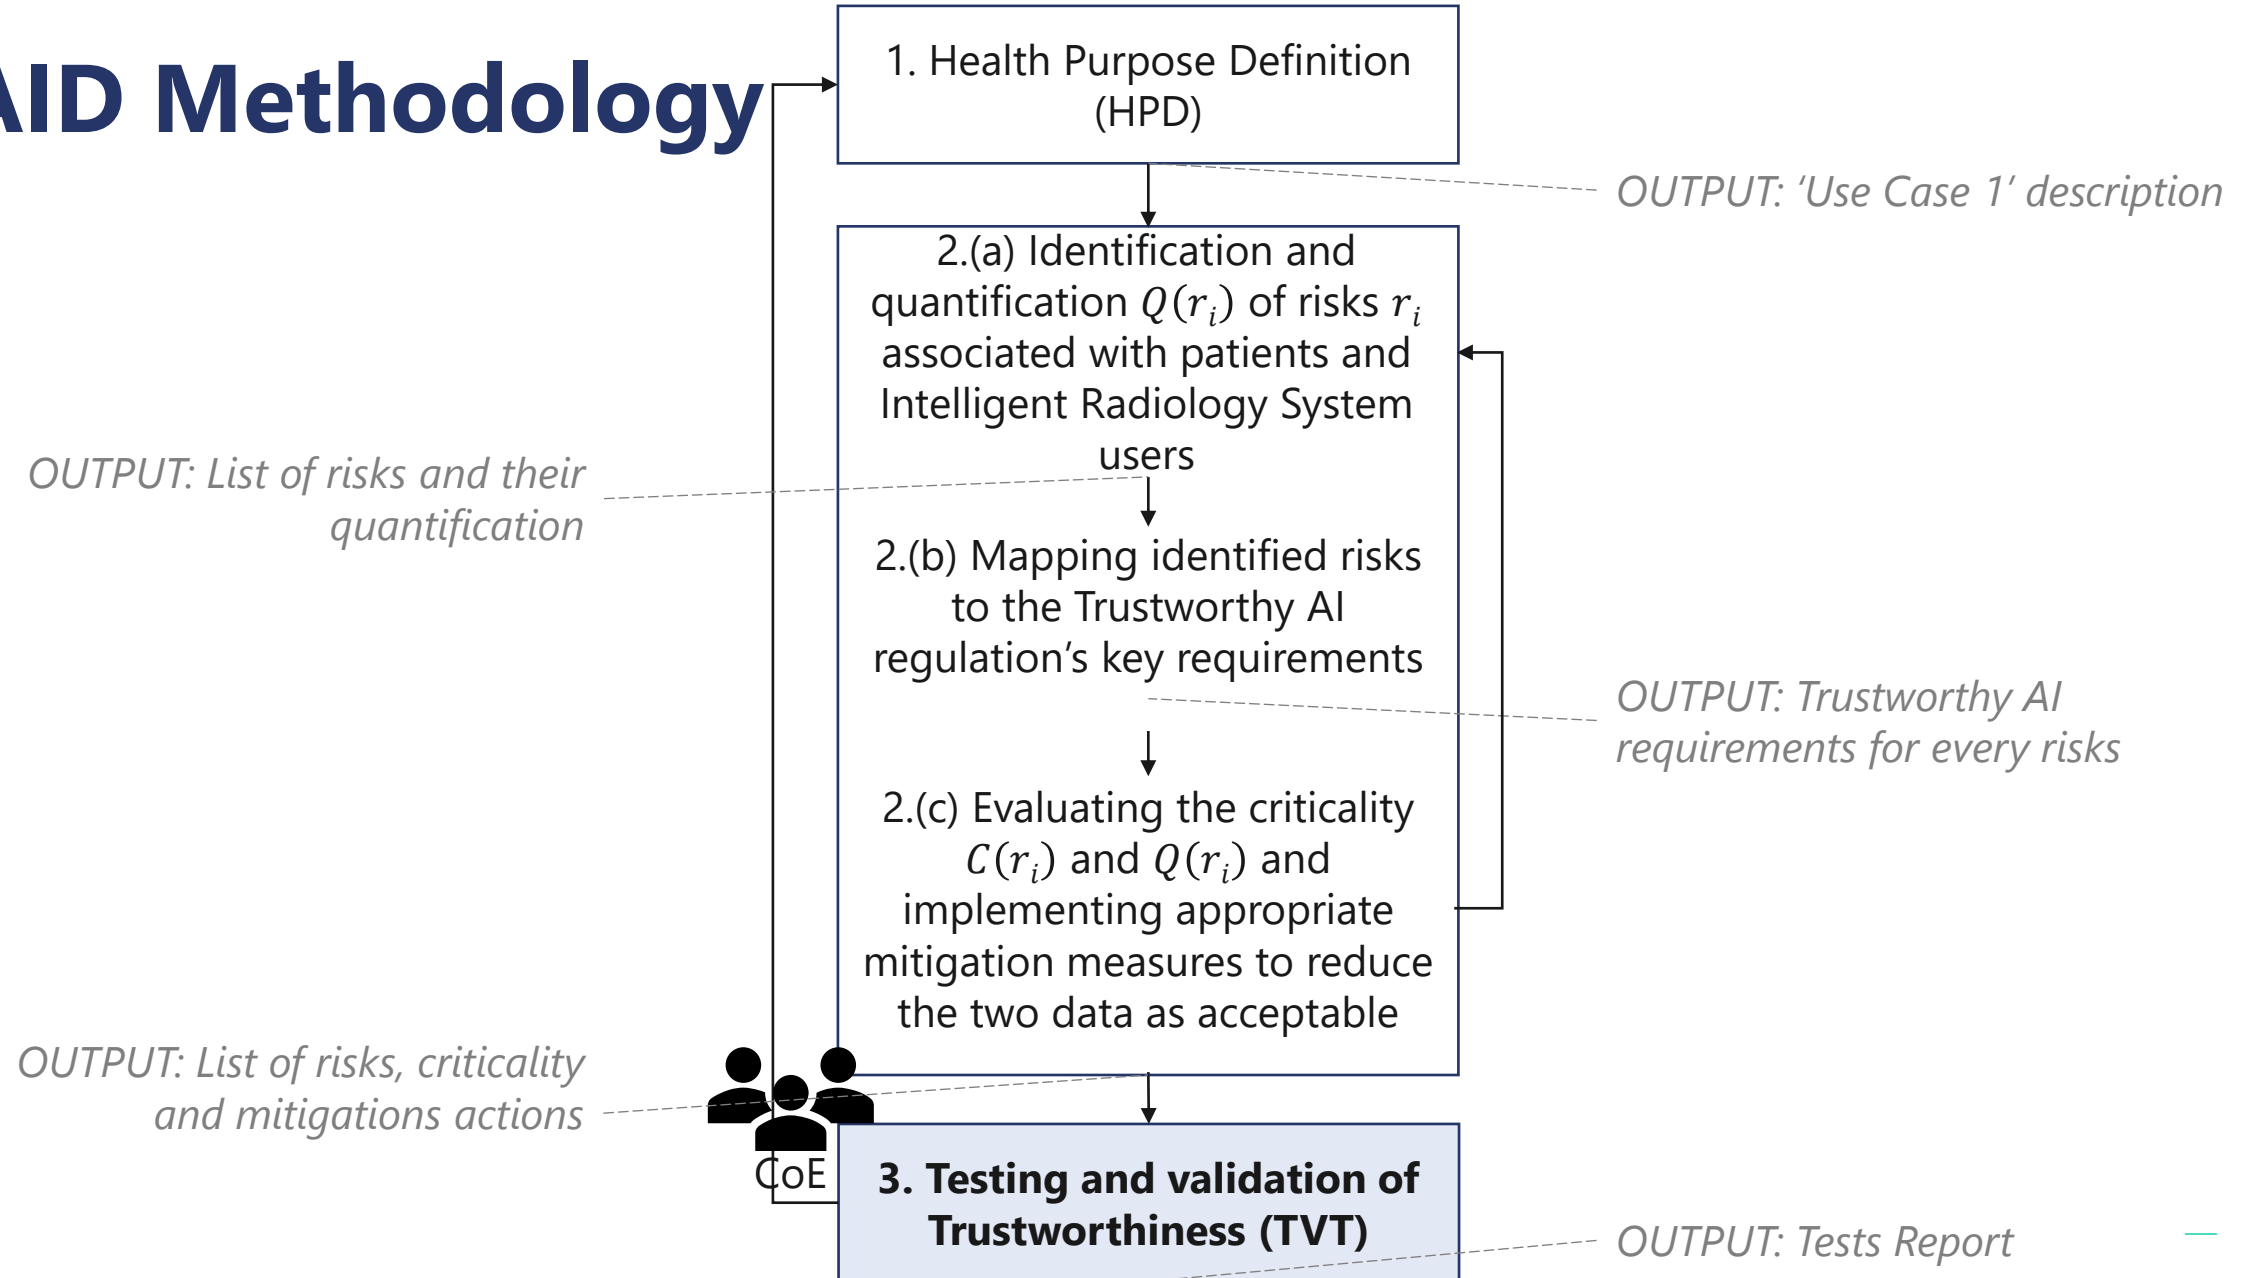 AID Methodology
1. Health Purpose Definition
(HPD)
OUTPUT: ‘Use Case 1’ description
2.(a) Identification and
quantification Q(rᵢ) of risks rᵢ
associated with patients and
Intelligent Radiology System
users
OUTPUT: List of risks and their
quantification
2.(b) Mapping identified risks
to the Trustworthy AI
regulation’s key requirements
OUTPUT: Trustworthy AI
requirements for every risks
2.(c) Evaluating the criticality
C(rᵢ) and Q(rᵢ) and
implementing appropriate
mitigation measures to reduce
the two data as acceptable
OUTPUT: List of risks, criticality
and mitigations actions
CoE
3. Testing and validation of
Trustworthiness (TVT)
OUTPUT: Tests Report